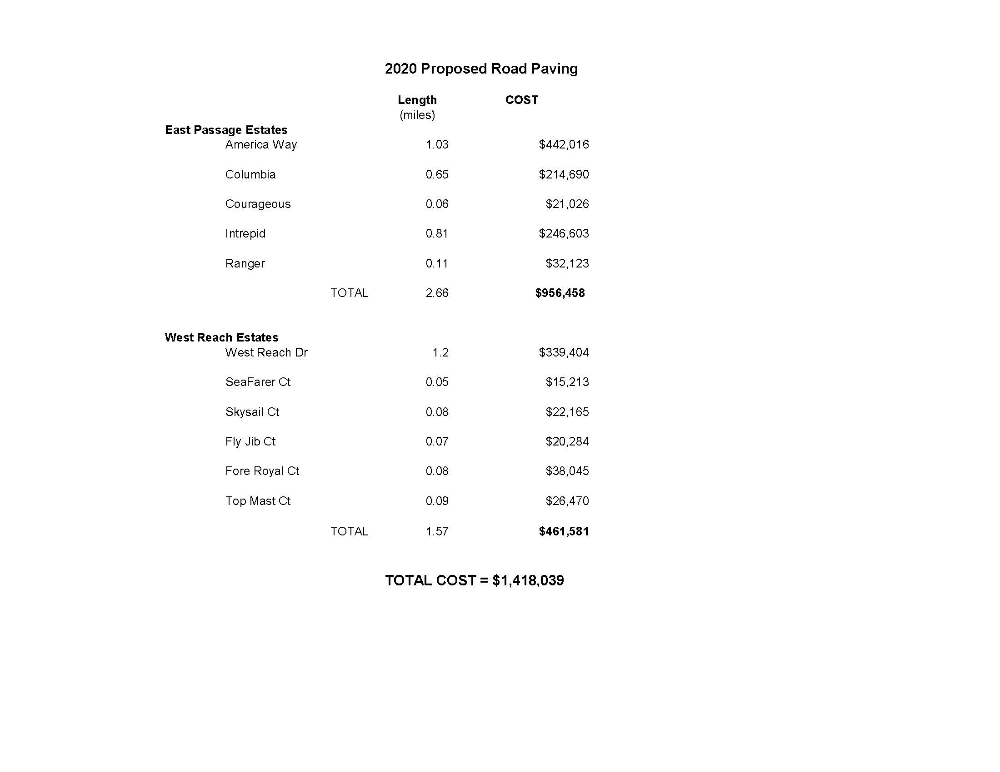 2020 Proposed Road Paving
Length COST
(miles)
East Passage Estates
America Way 1.03 $442,016
Columbia 0.65 $214,690
Courageous 0.06 $21,026
Intrepid 0.81 $246,603
Ranger 0.11 $32,123
TOTAL 2.66 $956,458
West Reach Estates
West Reach Dr 1.2 $339,404
SeaFarer Ct 0.05 $15,213
Skysail Ct 0.08 $22,165
Fly Jib Ct 0.07 $20,284
Fore Royal Ct 0.08 $38,045
Top Mast Ct 0.09 $26,470
TOTAL 1.57 $461,581
TOTAL COST = $1,418,039